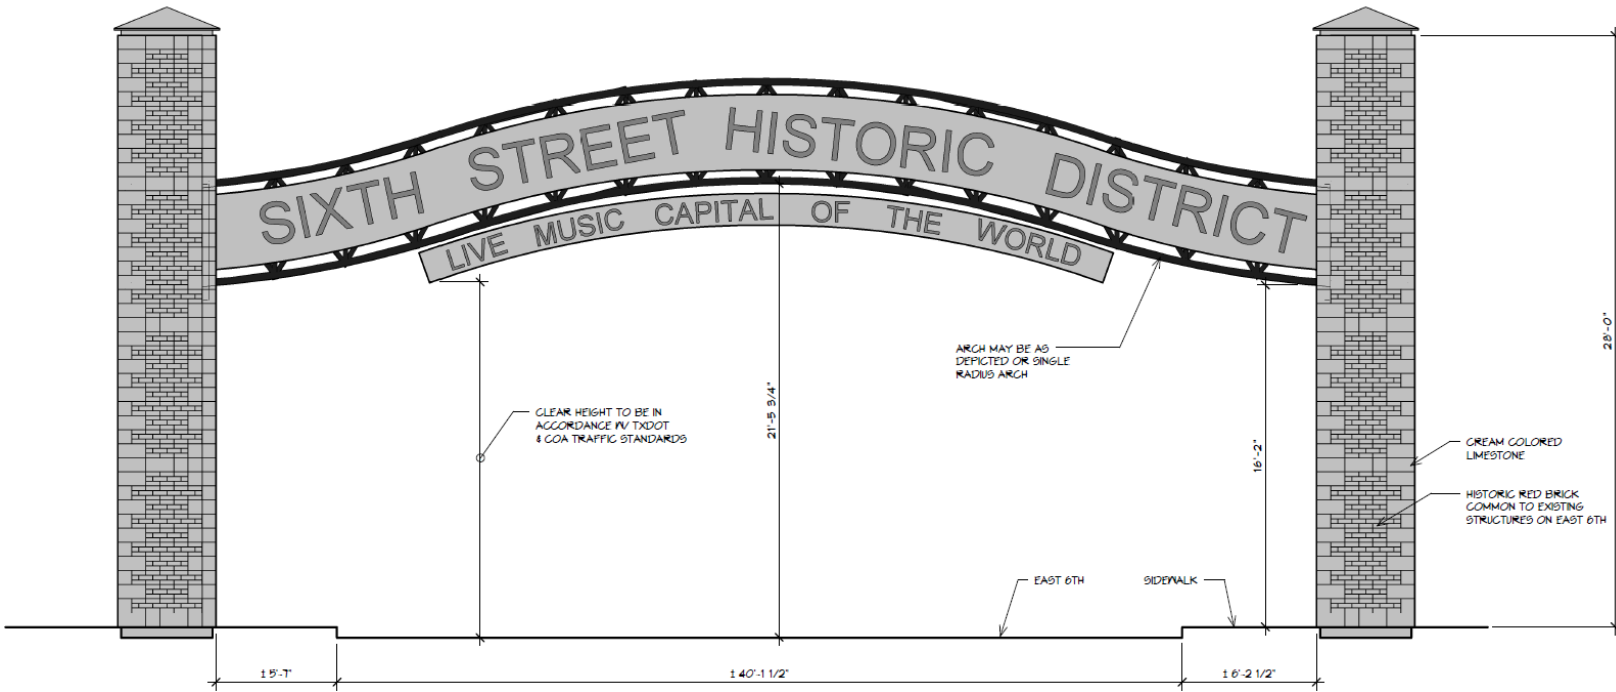 SIXTH STREET HISTORIC DISTRICT
LIVE MUSIC CAPITAL OF THE WORLD
ARCH MAY BE AS
DEPICTED OR SINGLE
RADIUS ARCH
CLEAR HEIGHT TO BE IN
ACCORDANCE W/ TXDOT
& COA TRAFFIC STANDARDS
21'-5 3/4"
16'-2"
28'-0"
CREAM COLORED
LIMESTONE
HISTORIC RED BRICK
COMMON TO EXISTING
STRUCTURES ON EAST 6TH
EAST 6TH
SIDEWALK
± 5'-7"
± 40'-1 1/2"
± 6'-2 1/2"